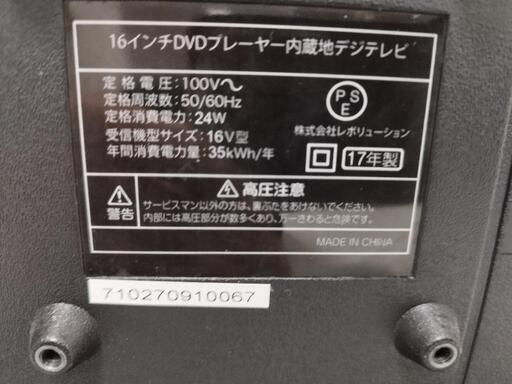 16インチDVDプレーヤー内蔵地デジテレビ
定格電圧:100V～
定格周波数:50/60Hz
定格消費電力:24W
受信機型サイズ:16V型
年間消費電力量:35kWh/年
PSE
株式会社レボリューション
17年製
警告
高圧注意
サービスマン以外の方は、裏ぶたをあけないでください。
内部には高圧部分が数多くあり、万一さわると危険です。
MADE IN CHINA
710270910067